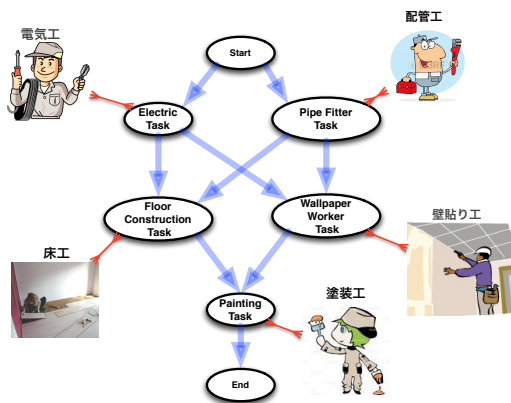 電気工
配管工
Start
Electric
Task
Pipe Fitter
Task
Floor
Construction
Task
Wallpaper
Worker
Task
床工
壁貼り工
Painting
Task
塗装工
End